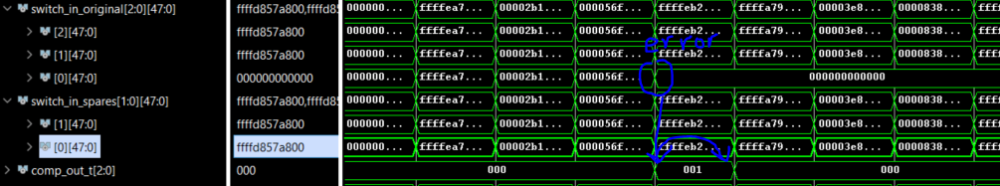 switch_in_original[2:0][47:0] ffffd857a800,ffffd8 000000... ffffea7... 00002b1... 000056f... ffffeb2... ffffa79... 00003e8... 0000838...
[2][47:0] ffffd857a800 000000... ffffea7... 00002b1... 000056f... ffffeb2... ffffa79... 00003e8... 0000838...
error
[1][47:0] ffffd857a800 000000... ffffea7... 00002b1... 000056f... ffffeb2... ffffa79... 00003e8... 0000838...
[0][47:0] 000000000000 000000... ffffea7... 00002b1... 000056f... 000000000000
switch_in_spares[1:0][47:0] ffffd857a800,ffffd8 000000... ffffea7... 00002b1... 000056f... ffffeb2... ffffa79... 00003e8... 0000838...
[1][47:0] ffffd857a800 000000... ffffea7... 00002b1... 000056f... ffffeb2... ffffa79... 00003e8... 0000838...
[0][47:0] ffffd857a800 000000... ffffea7... 00002b1... 000056f... ffffeb2... ffffa79... 00003e8... 0000838...
comp_out_t[2:0] 000 000 001 000